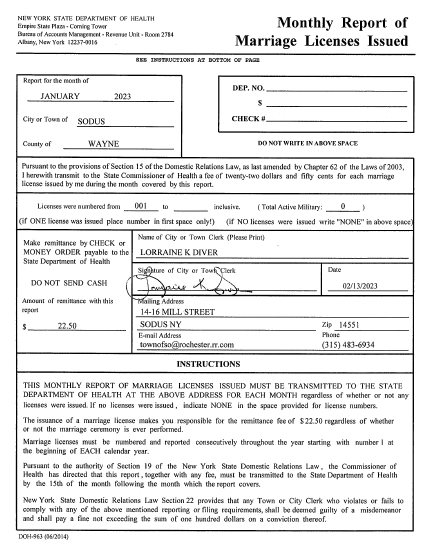 NEW YORK STATE DEPARTMENT OF HEALTH
Empire State Plaza - Corning Tower
Bureau of Accounts Management - Revenue Unit - Room 2784
Albany, New York 12237-0016
Monthly Report of
Marriage Licenses Issued
SEE INSTRUCTIONS AT BOTTOM OF PAGE
Report for the month of
JANUARY 2023
City or Town of SODUS
County of WAYNE
DEP. NO.
$
CHECK #
DO NOT WRITE IN ABOVE SPACE
Pursuant to the provisions of Section 15 of the Domestic Relations Law, as last amended by Chapter 62 of the Laws of 2003,
I herewith transmit to the State Commissioner of Health a fee of twenty-two dollars and fifty cents for each marriage
license issued by me during the month covered by this report.
Licenses were numbered from 001 to inclusive. ( Total Active Military: 0 )
(if ONE license was issued place number in first space only!) (if NO licenses were issued write "NONE" in above space)
Make remittance by CHECK or
MONEY ORDER payable to the
State Department of Health
DO NOT SEND CASH
Amount of remittance with this
report
$ 22.50
Name of City or Town Clerk (Please Print)
LORRAINE K DIVER
Signature of City or Town Clerk
Date
02/13/2023
Mailing Address
14-16 MILL STREET
SODUS NY Zip 14551
E-mail Address Phone
townofso@rochester.rr.com (315) 483-6934
INSTRUCTIONS
THIS MONTHLY REPORT OF MARRIAGE LICENSES ISSUED MUST BE TRANSMITTED TO THE STATE
DEPARTMENT OF HEALTH AT THE ABOVE ADDRESS FOR EACH MONTH regardless of whether or not any
licenses were issued. If no licenses were issued , indicate NONE in the space provided for license numbers.
The issuance of a marriage license makes you responsible for the remittance fee of $22.50 regardless of whether
or not the marriage ceremony is ever performed.
Marriage licenses must be numbered and reported consecutively throughout the year starting with number 1 at
the beginning of EACH calendar year.
Pursuant to the authority of Section 19 of the New York State Domestic Relations Law , the Commissioner of
Health has directed that this report , together with any fee, must be transmitted to the State Department of Health
by the 15th of the month following the month which the report covers.
New York State Domestic Relations Law Section 22 provides that any Town or City Clerk who violates or fails to
comply with any of the above mentioned reporting or filing requirements, shall be deemed guilty of a misdemeanor
and shall pay a fine not exceeding the sum of one hundred dollars on a conviction thereof.
DOH-963 (06/2014)